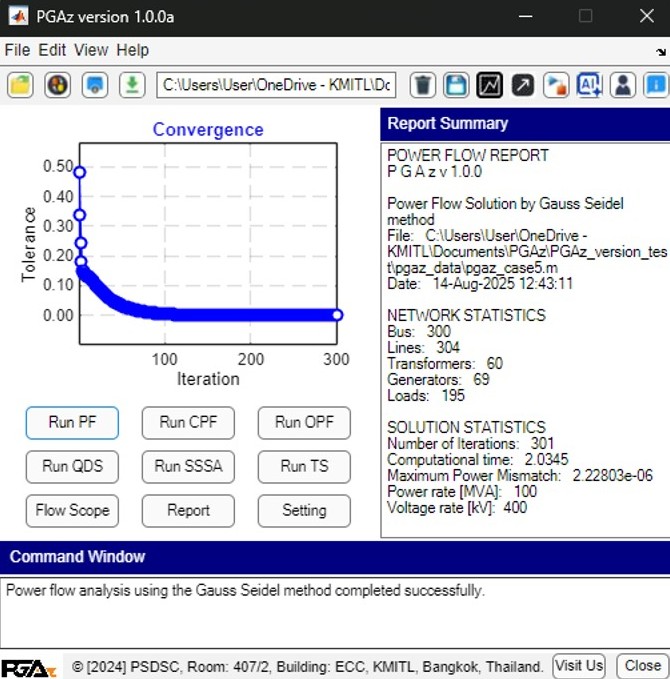 PGAz version 1.0.0a
File Edit View Help
C:\Users\User\OneDrive - KMITL\Dc
AI
Convergence
0.50
0.40
0.30
0.20
0.10
0.00
Tolerance
100 200 300
Iteration
Run PF Run CPF Run OPF
Run QDS Run SSSA Run TS
Flow Scope Report Setting
Report Summary
POWER FLOW REPORT
P G A z v 1.0.0
Power Flow Solution by Gauss Seidel
method
File: C:\Users\User\OneDrive -
KMITL\Documents\PGAz\PGAz_version_tes
t\pgaz_data\pgaz_case5.m
Date: 14-Aug-2025 12:43:11
NETWORK STATISTICS
Bus: 300
Lines: 304
Transformers: 60
Generators: 69
Loads: 195
SOLUTION STATISTICS
Number of Iterations: 301
Computational time: 2.0345
Maximum Power Mismatch: 2.22803e-06
Power rate [MVA]: 100
Voltage rate [kV]: 400
Command Window
Power flow analysis using the Gauss Seidel method completed successfully.
PGAz © [2024] PSDSC, Room: 407/2, Building: ECC, KMITL, Bangkok, Thailand. Visit Us Close